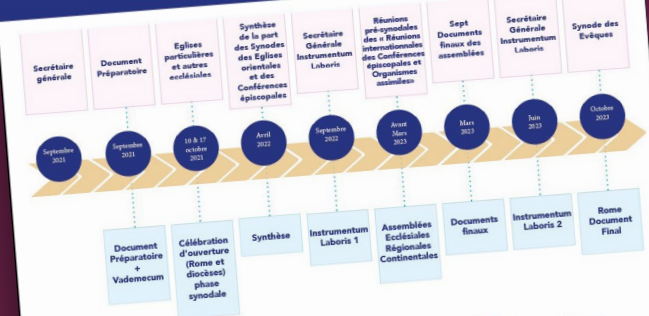 Secrétaire
générale
Document
Préparatoire
Eglises
particulières
et autres
ecclésiales
Synthèse
de la part
des Synodes
des Eglises
orientales
et des
Conférences
épiscopales
Secrétaire
Générale
Instrumentum
Laboris
Réunions
pré-synodales
des « Réunions
internationnales
des Conférences
épiscopales et
Organismes
assimiles»
Sept
Documents
finaux des
assemblées
Secrétaire
Générale
Instrumentum
Laboris
Synode des
Evêques
Septembre
2021
Septembre
2021
10 & 17
octobre
2021
Avril
2022
Septembre
2022
Avant
Mars
2023
Mars
2023
Juin
2023
Octobre
2023
Document
Préparatoire
+
Vademecum
Célébration
d'ouverture
(Rome et
diocèses)
phase
synodale
Synthèse
Instrumentum
Laboris 1
Assemblées
Ecclésiales
Régionales
Continentales
Documents
finaux
Instrumentum
Laboris 2
Rome
Document
Final